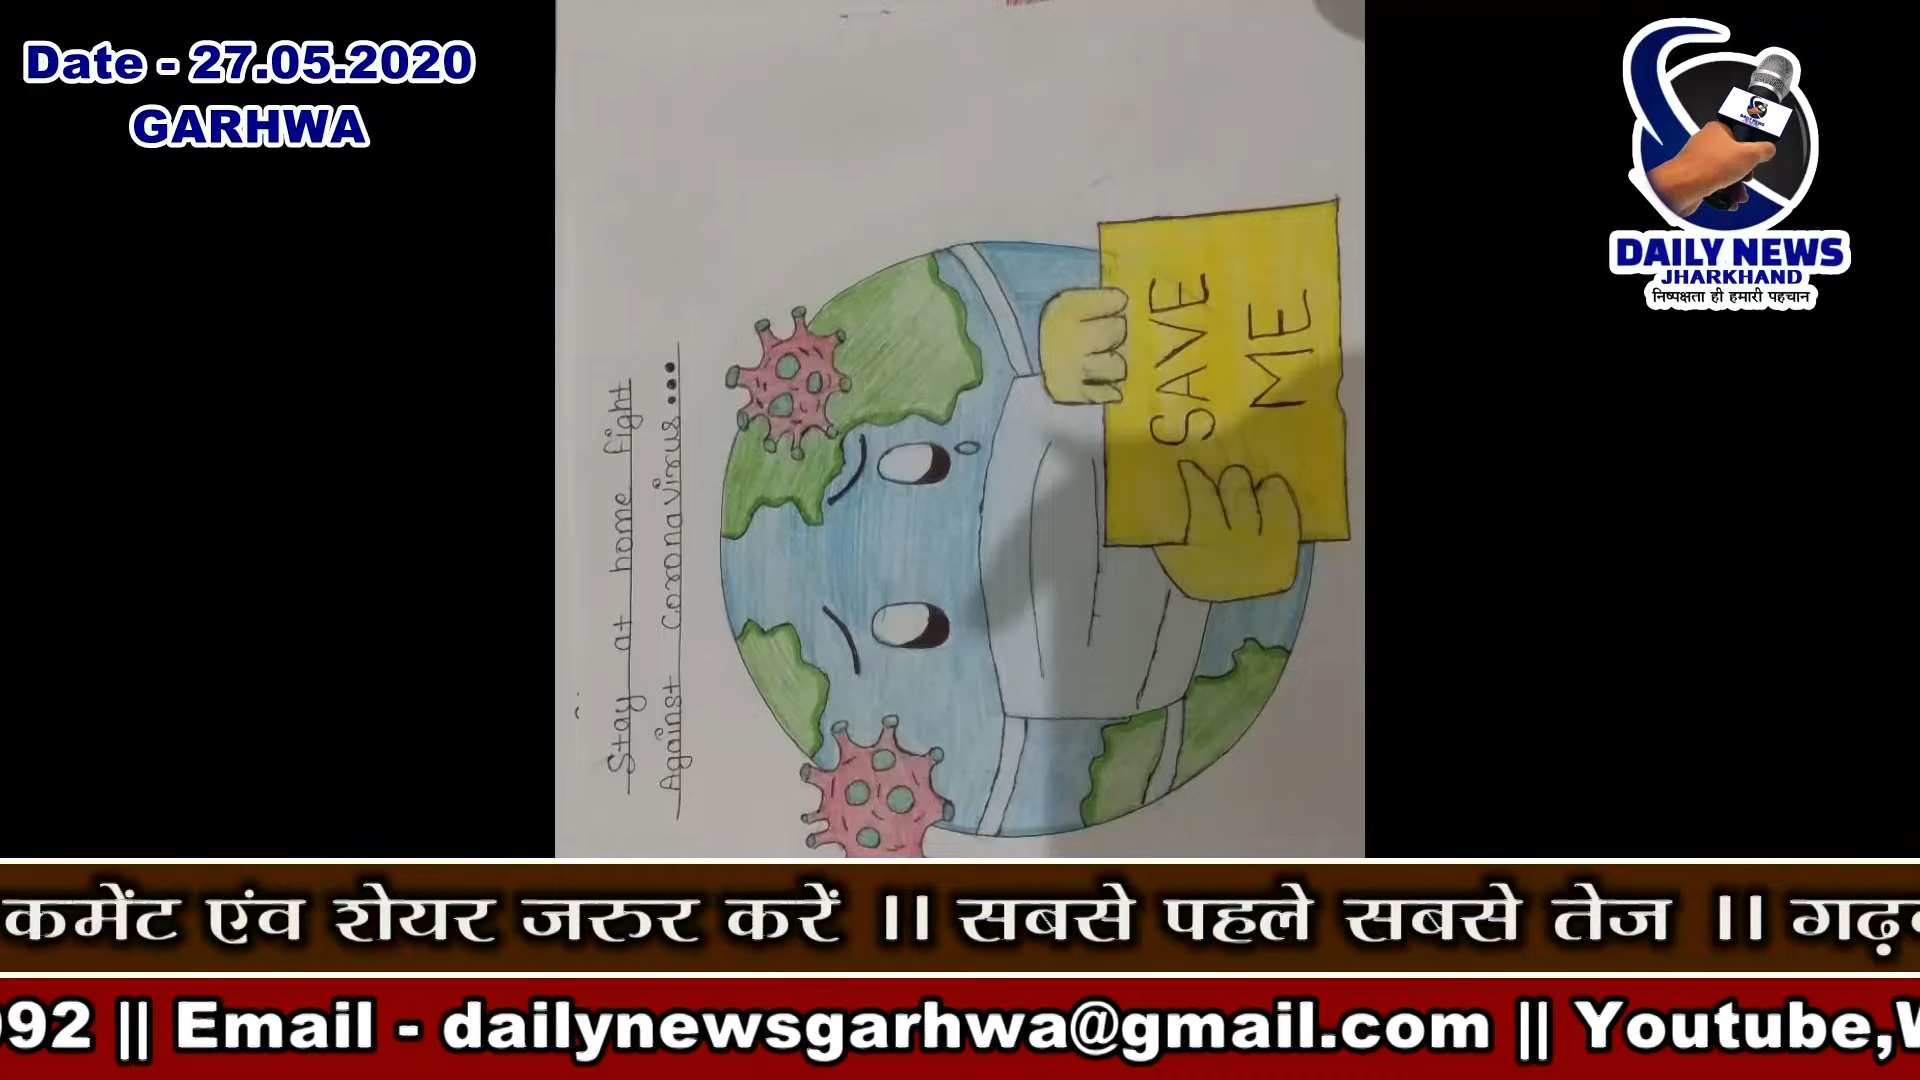 Date - 27.05.2020
GARHWA
DAILY NEWS
JHARKHAND
निष्पक्षता ही हमारी पहचान
Stay at home fight
Against Coronavirus...
SAVE
ME
कमेंट एंव शेयर जरुर करें ।। सबसे पहले सबसे तेज ।।
992 || Email - dailynewsgarhwa@gmail.com || Youtube,